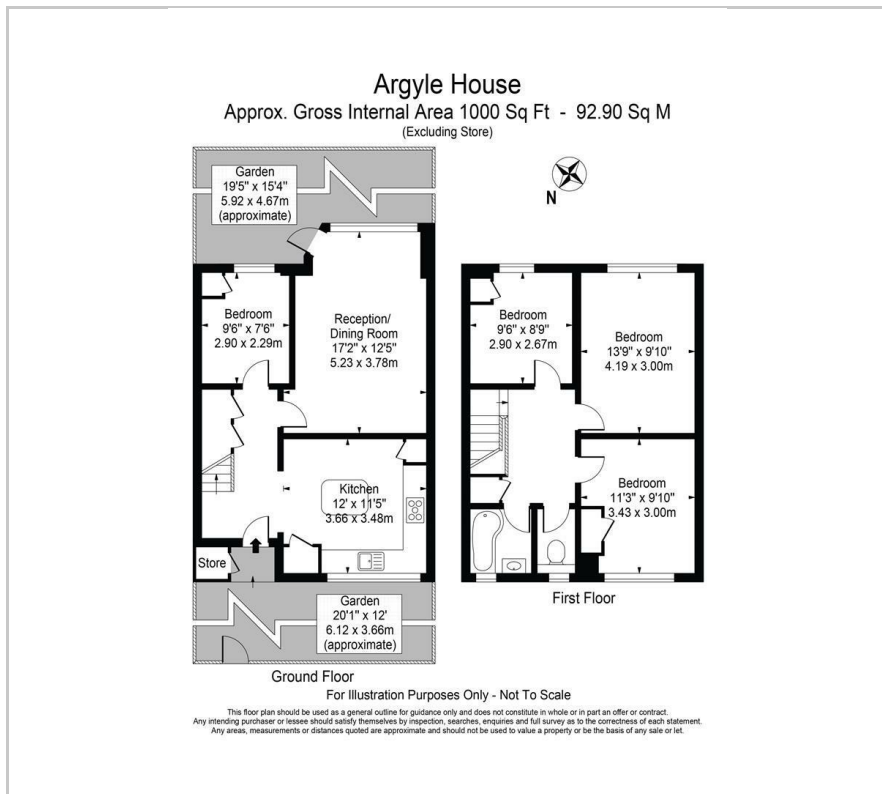 Argyle House
Approx. Gross Internal Area 1000 Sq Ft - 92.90 Sq M
(Excluding Store)
Garden
19'5" x 15'4"
5.92 x 4.67m
(approximate)
N
Bedroom
9'6" x 7'6"
2.90 x 2.29m
Reception/
Dining Room
17'2" x 12'5"
5.23 x 3.78m
Kitchen
12' x 11'5"
3.66 x 3.48m
Store
Garden
20'1" x 12'
6.12 x 3.66m
(approximate)
Ground Floor
Bedroom
9'6" x 8'9"
2.90 x 2.67m
Bedroom
13'9" x 9'10"
4.19 x 3.00m
Bedroom
11'3" x 9'10"
3.43 x 3.00m
First Floor
For Illustration Purposes Only - Not To Scale
This floor plan should be used as a general outline for guidance only and does not constitute in whole or in part an offer or contract.
Any intending purchaser or lessee should satisfy themselves by inspection, searches, enquiries and full survey as to the correctness of each statement.
Any areas, measurements or distances quoted are approximate and should not be used to value a property or be the basis of any sale or let.